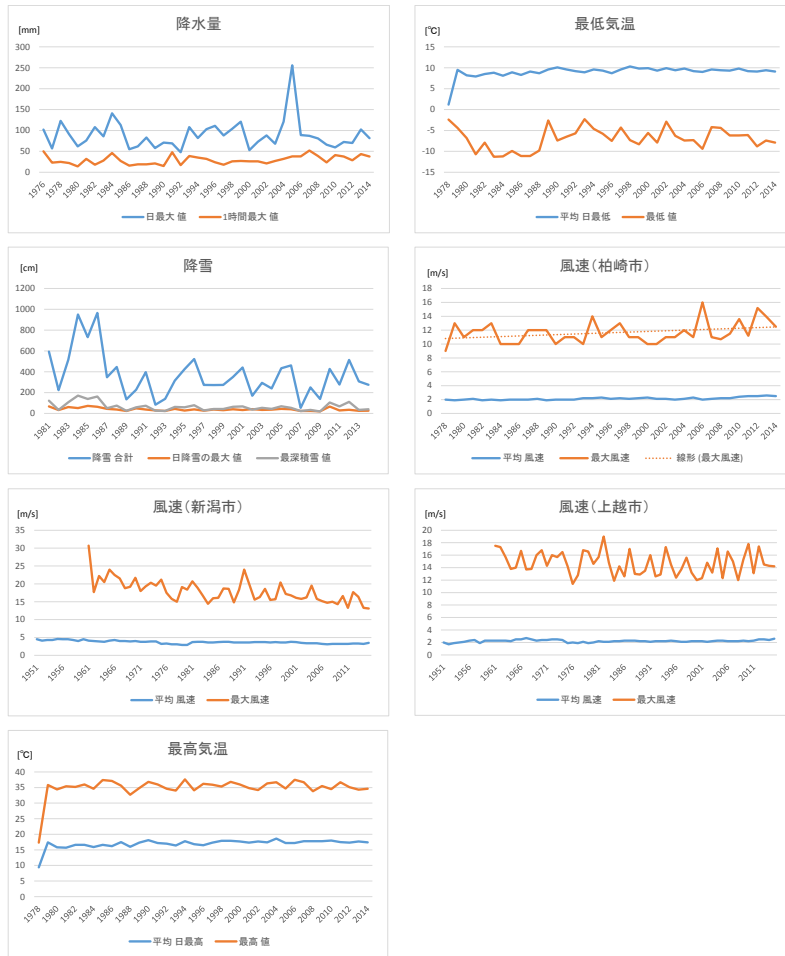 降水量
[mm]
300
250
200
150
100
50
0
1976 1978 1980 1982 1984 1986 1988 1990 1992 1994 1996 1998 2000 2002 2004 2006 2008 2010 2012 2014
日最大 値 1時間最大 値
最低気温
[℃]
15
10
5
0
-5
-10
-15
1978 1980 1982 1984 1986 1988 1990 1992 1994 1996 1998 2000 2002 2004 2006 2008 2010 2012 2014
平均 日最低 最低 値
降雪
[cm]
1200
1000
800
600
400
200
0
1981 1983 1985 1987 1989 1991 1993 1995 1997 1999 2001 2003 2005 2007 2009 2011 2013
降雪 合計 日降雪の最大 値 最深積雪 値
風速(柏崎市)
[m/s]
18
16
14
12
10
8
6
4
2
0
1978 1980 1982 1984 1986 1988 1990 1992 1994 1996 1998 2000 2002 2004 2006 2008 2010 2012 2014
平均 風速 最大風速 線形 (最大風速)
風速(新潟市)
[m/s]
35
30
25
20
15
10
5
0
1951 1956 1961 1966 1971 1976 1981 1986 1991 1996 2001 2006 2011
平均 風速 最大風速
風速(上越市)
[m/s]
20
18
16
14
12
10
8
6
4
2
0
1951 1956 1961 1966 1971 1976 1981 1986 1991 1996 2001 2006 2011
平均 風速 最大風速
最高気温
[℃]
40
35
30
25
20
15
10
5
0
1978 1980 1982 1984 1986 1988 1990 1992 1994 1996 1998 2000 2002 2004 2006 2008 2010 2012 2014
平均 日最高 最高 値